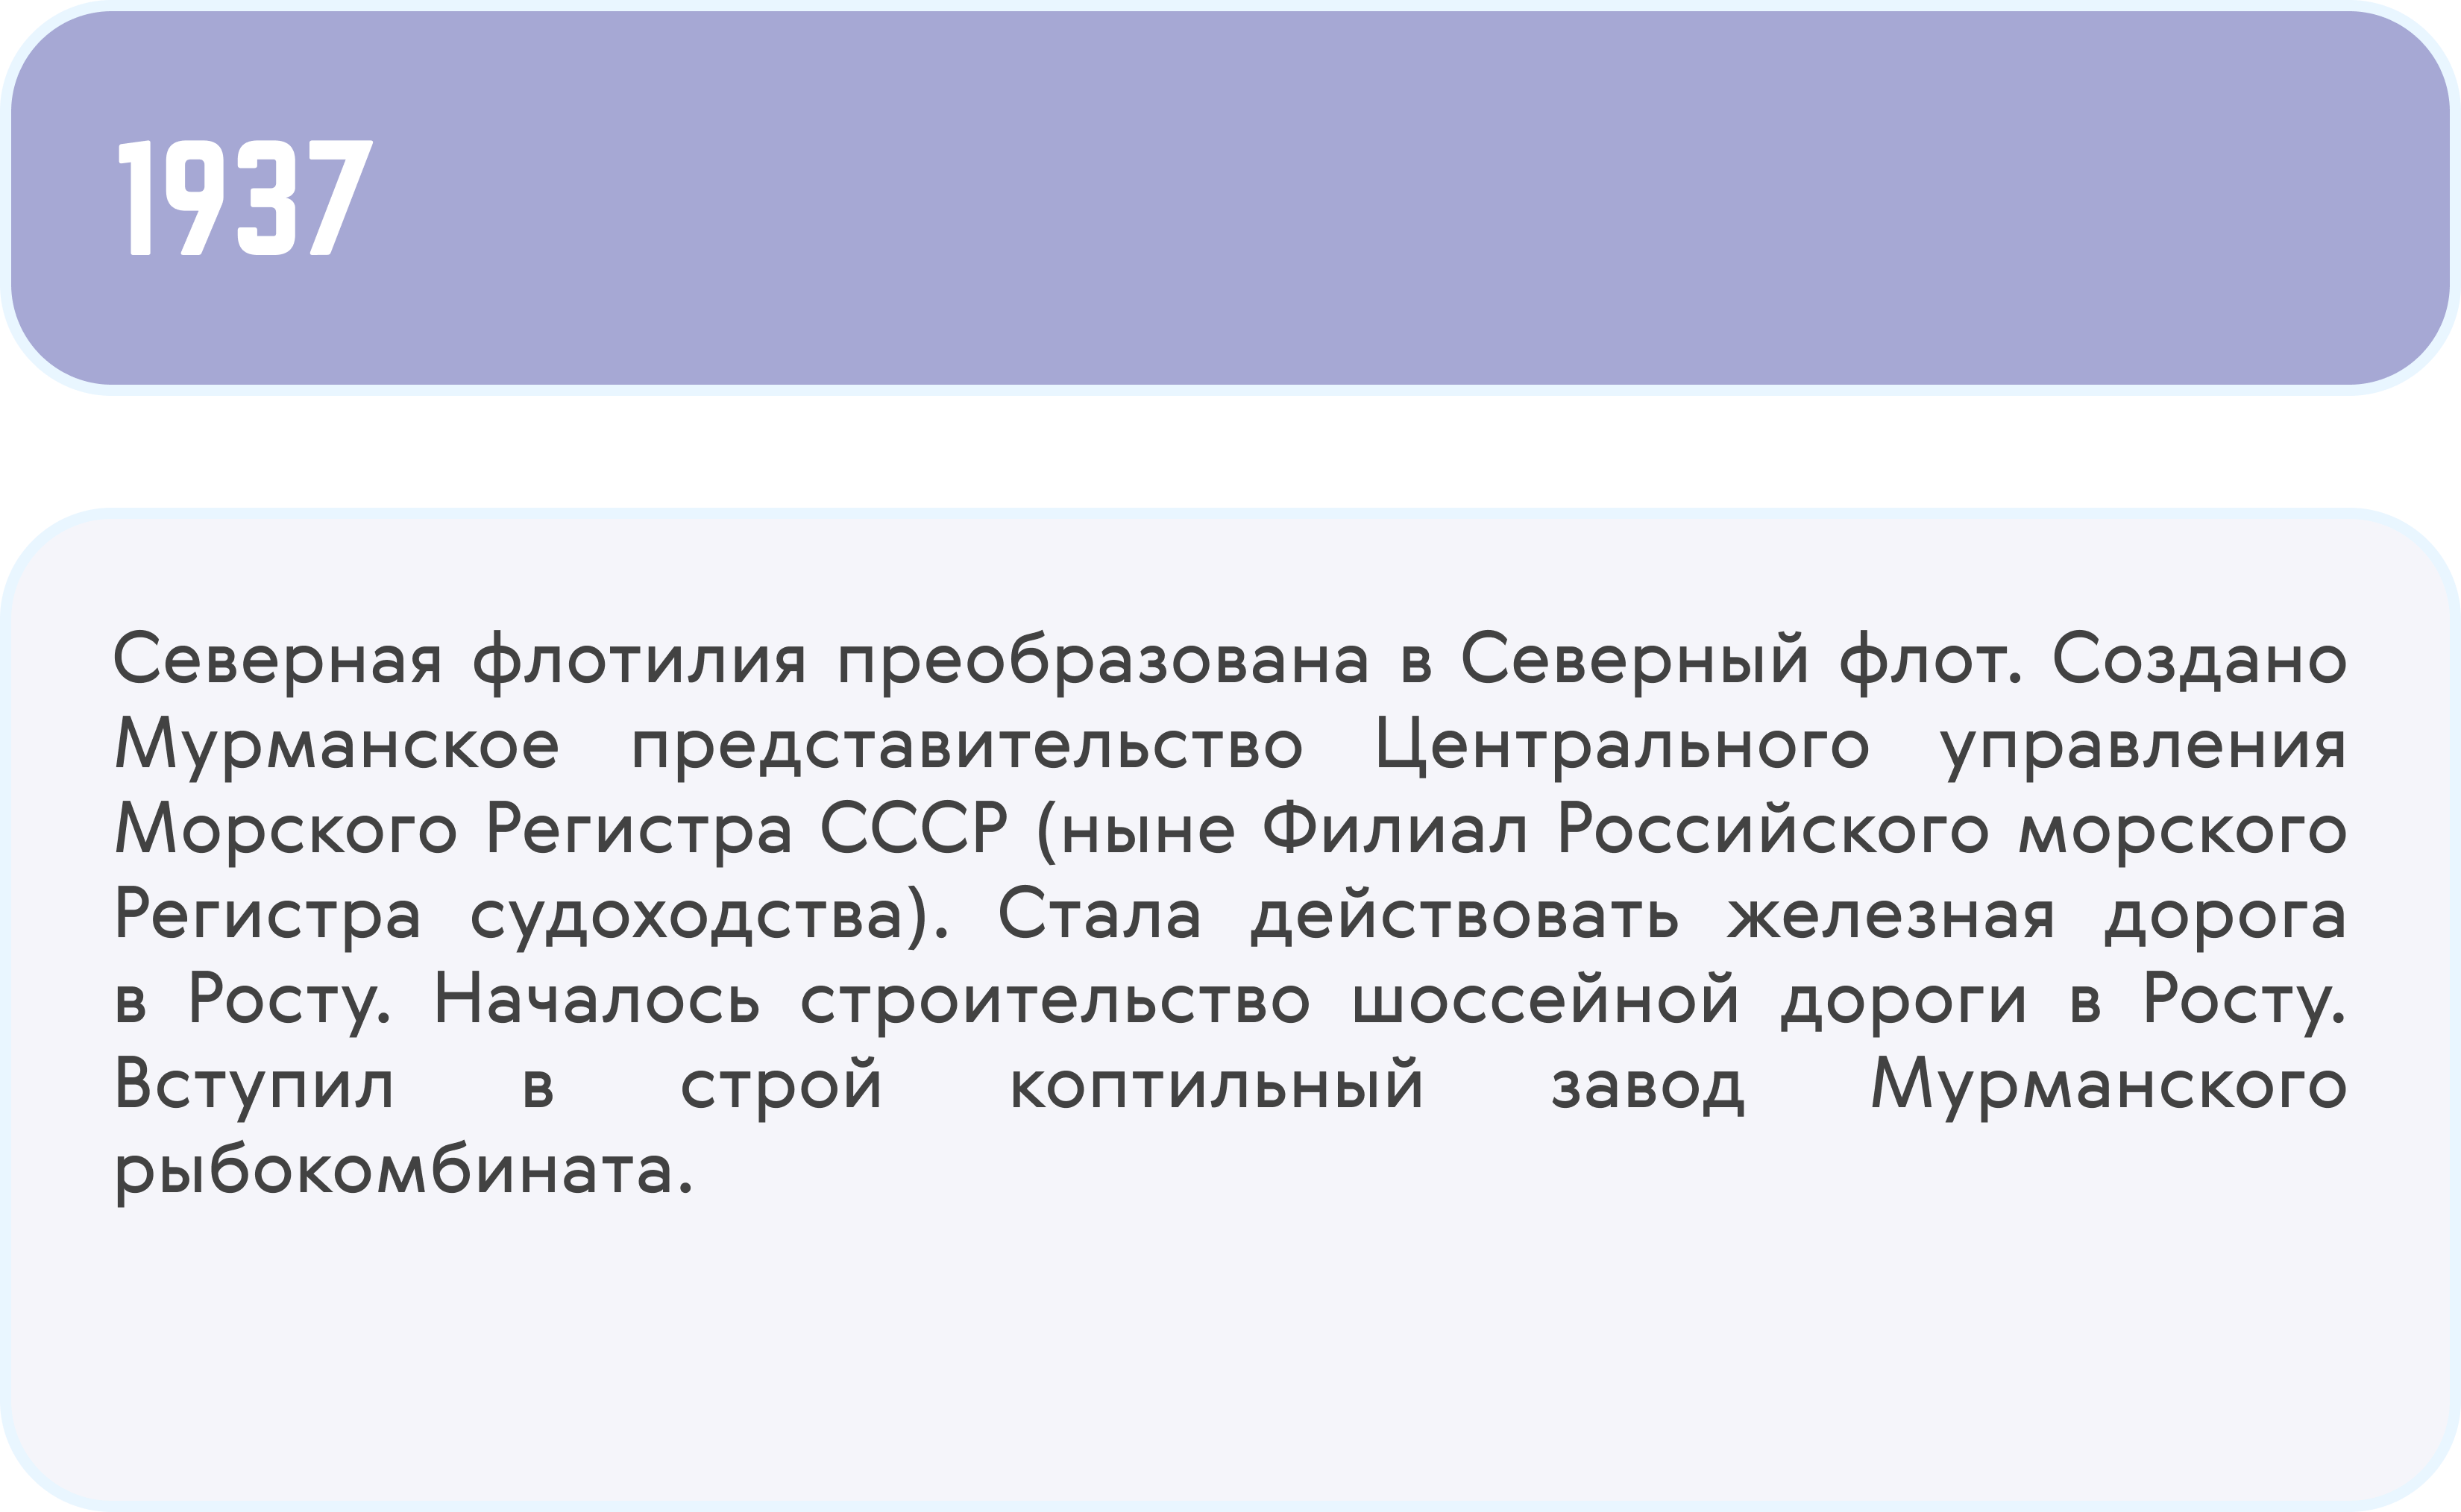 1937
Северная флотилия преобразована в Северный флот. Создано
Мурманское представительство Центрального управления
Морского Регистра СССР (ныне Филиал Российского морского
Регистра судоходства). Стала действовать железная дорога
в Росту. Началось строительство шоссейной дороги в Росту.
Вступил в строй коптильный завод Мурманского
рыбокомбината.